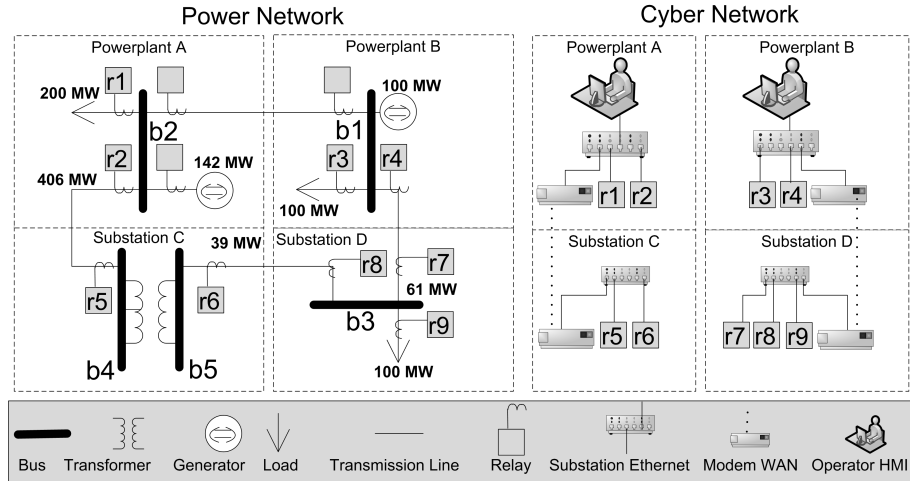 Power Network
Cyber Network
Powerplant A
Powerplant B
Powerplant A
Powerplant B
r1
200 MW
100 MW
b2
b1
r2
142 MW
r3
r4
406 MW
100 MW
r1
r2
r3
r4
Substation C
39 MW
Substation D
Substation C
Substation D
r8
r7
r5
r6
61 MW
b3
r9
b4
b5
100 MW
r5
r6
r7
r8
r9
Bus
Transformer
Generator
Load
Transmission Line
Relay
Substation Ethernet
Modem WAN
Operator HMI